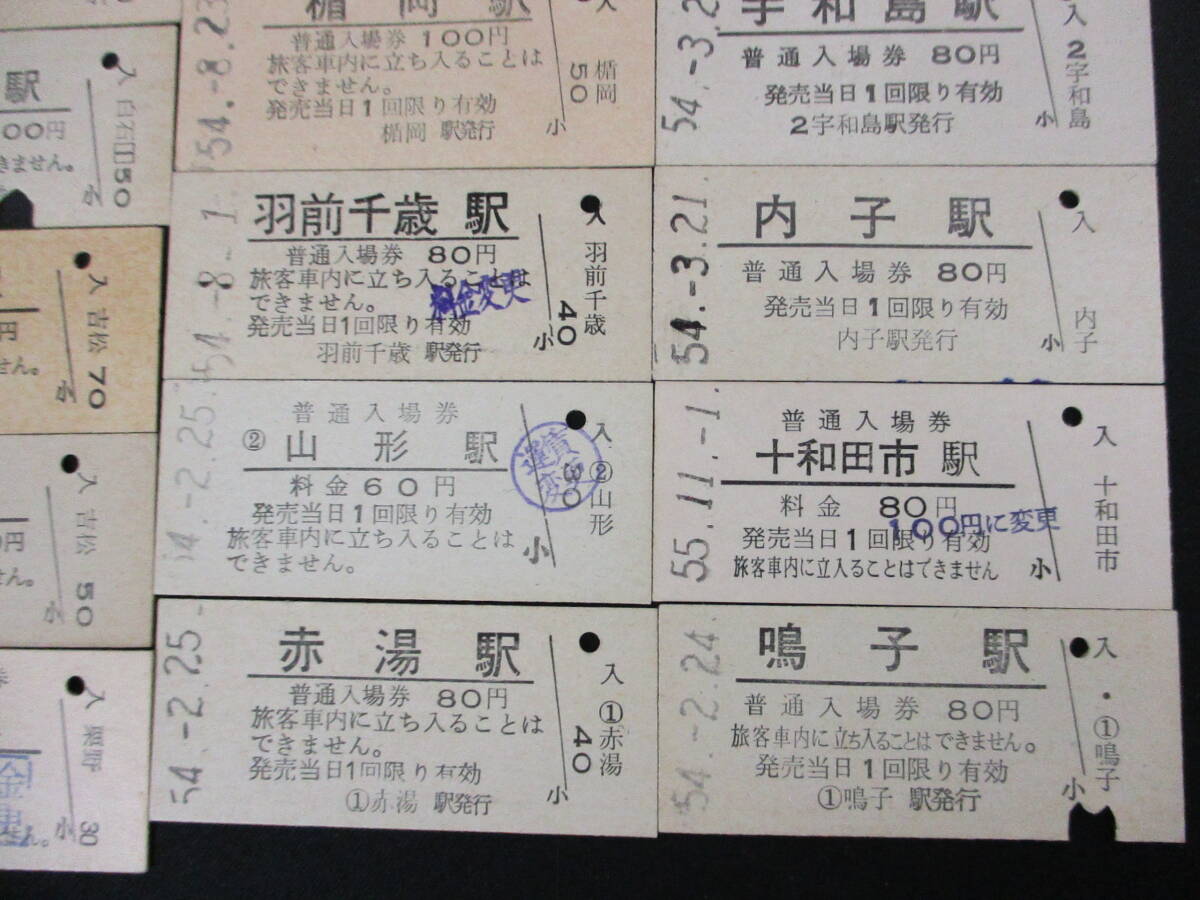 駅
00円
きません。
入 白石 50
小
円
せん。
入 吉松 70
小
0円
せん。
入 吉松 50
小
入
小 30
楯岡駅
普通入場券 100円
旅客車内に立ち入ることは
できません。
発売当日1回限り有効
楯岡 駅発行
54.-8.23
入 楯岡
50
小
宇和島駅
普通入場券 80円
発売当日1回限り有効
2宇和島駅発行
54.-3.2
入 2宇和島
小
羽前千歳 駅
普通入場券 80円
旅客車内に立ち入ることは
できません。
料金変更
発売当日1回限り有効
羽前千歳 駅発行
54.-8.-1.
入 羽前千歳
40
小
内子駅
普通入場券 80円
発売当日1回限り有効
内子駅発行
54.-3.21.
入 内子
小
普通入場券
② 山形駅
料金60円
発売当日1回限り有効
旅客車内に立ち入ることは
できません。
54.-2.25.
運賃
変更
入 ②山形
30
小
普通入場券
十和田市 駅
料金 80円
100円に変更
発売当日1回限り有効
旅客車内に立入ることはできません
55.11.-1.
入 十和田市
小
赤湯駅
普通入場券 80円
旅客車内に立ち入ることは
できません。
発売当日1回限り有効
①赤湯 駅発行
54.-2.25.
入 ①赤湯
40
小
鳴子駅
普通入場券 80円
旅客車内に立ち入ることはできません。
発売当日1回限り有効
①鳴子 駅発行
54.-2.24.
入・①鳴子
小